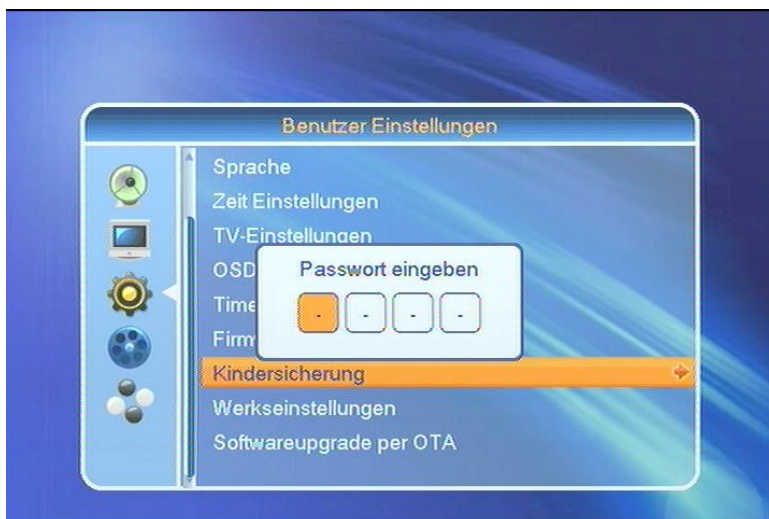 Benutzer Einstellungen
Sprache
Zeit Einstellungen
TV-Einstellungen
OSD
Passwort eingeben
- - - -
Time
Firm
Kindersicherung
Werkseinstellungen
Softwareupgrade per OTA